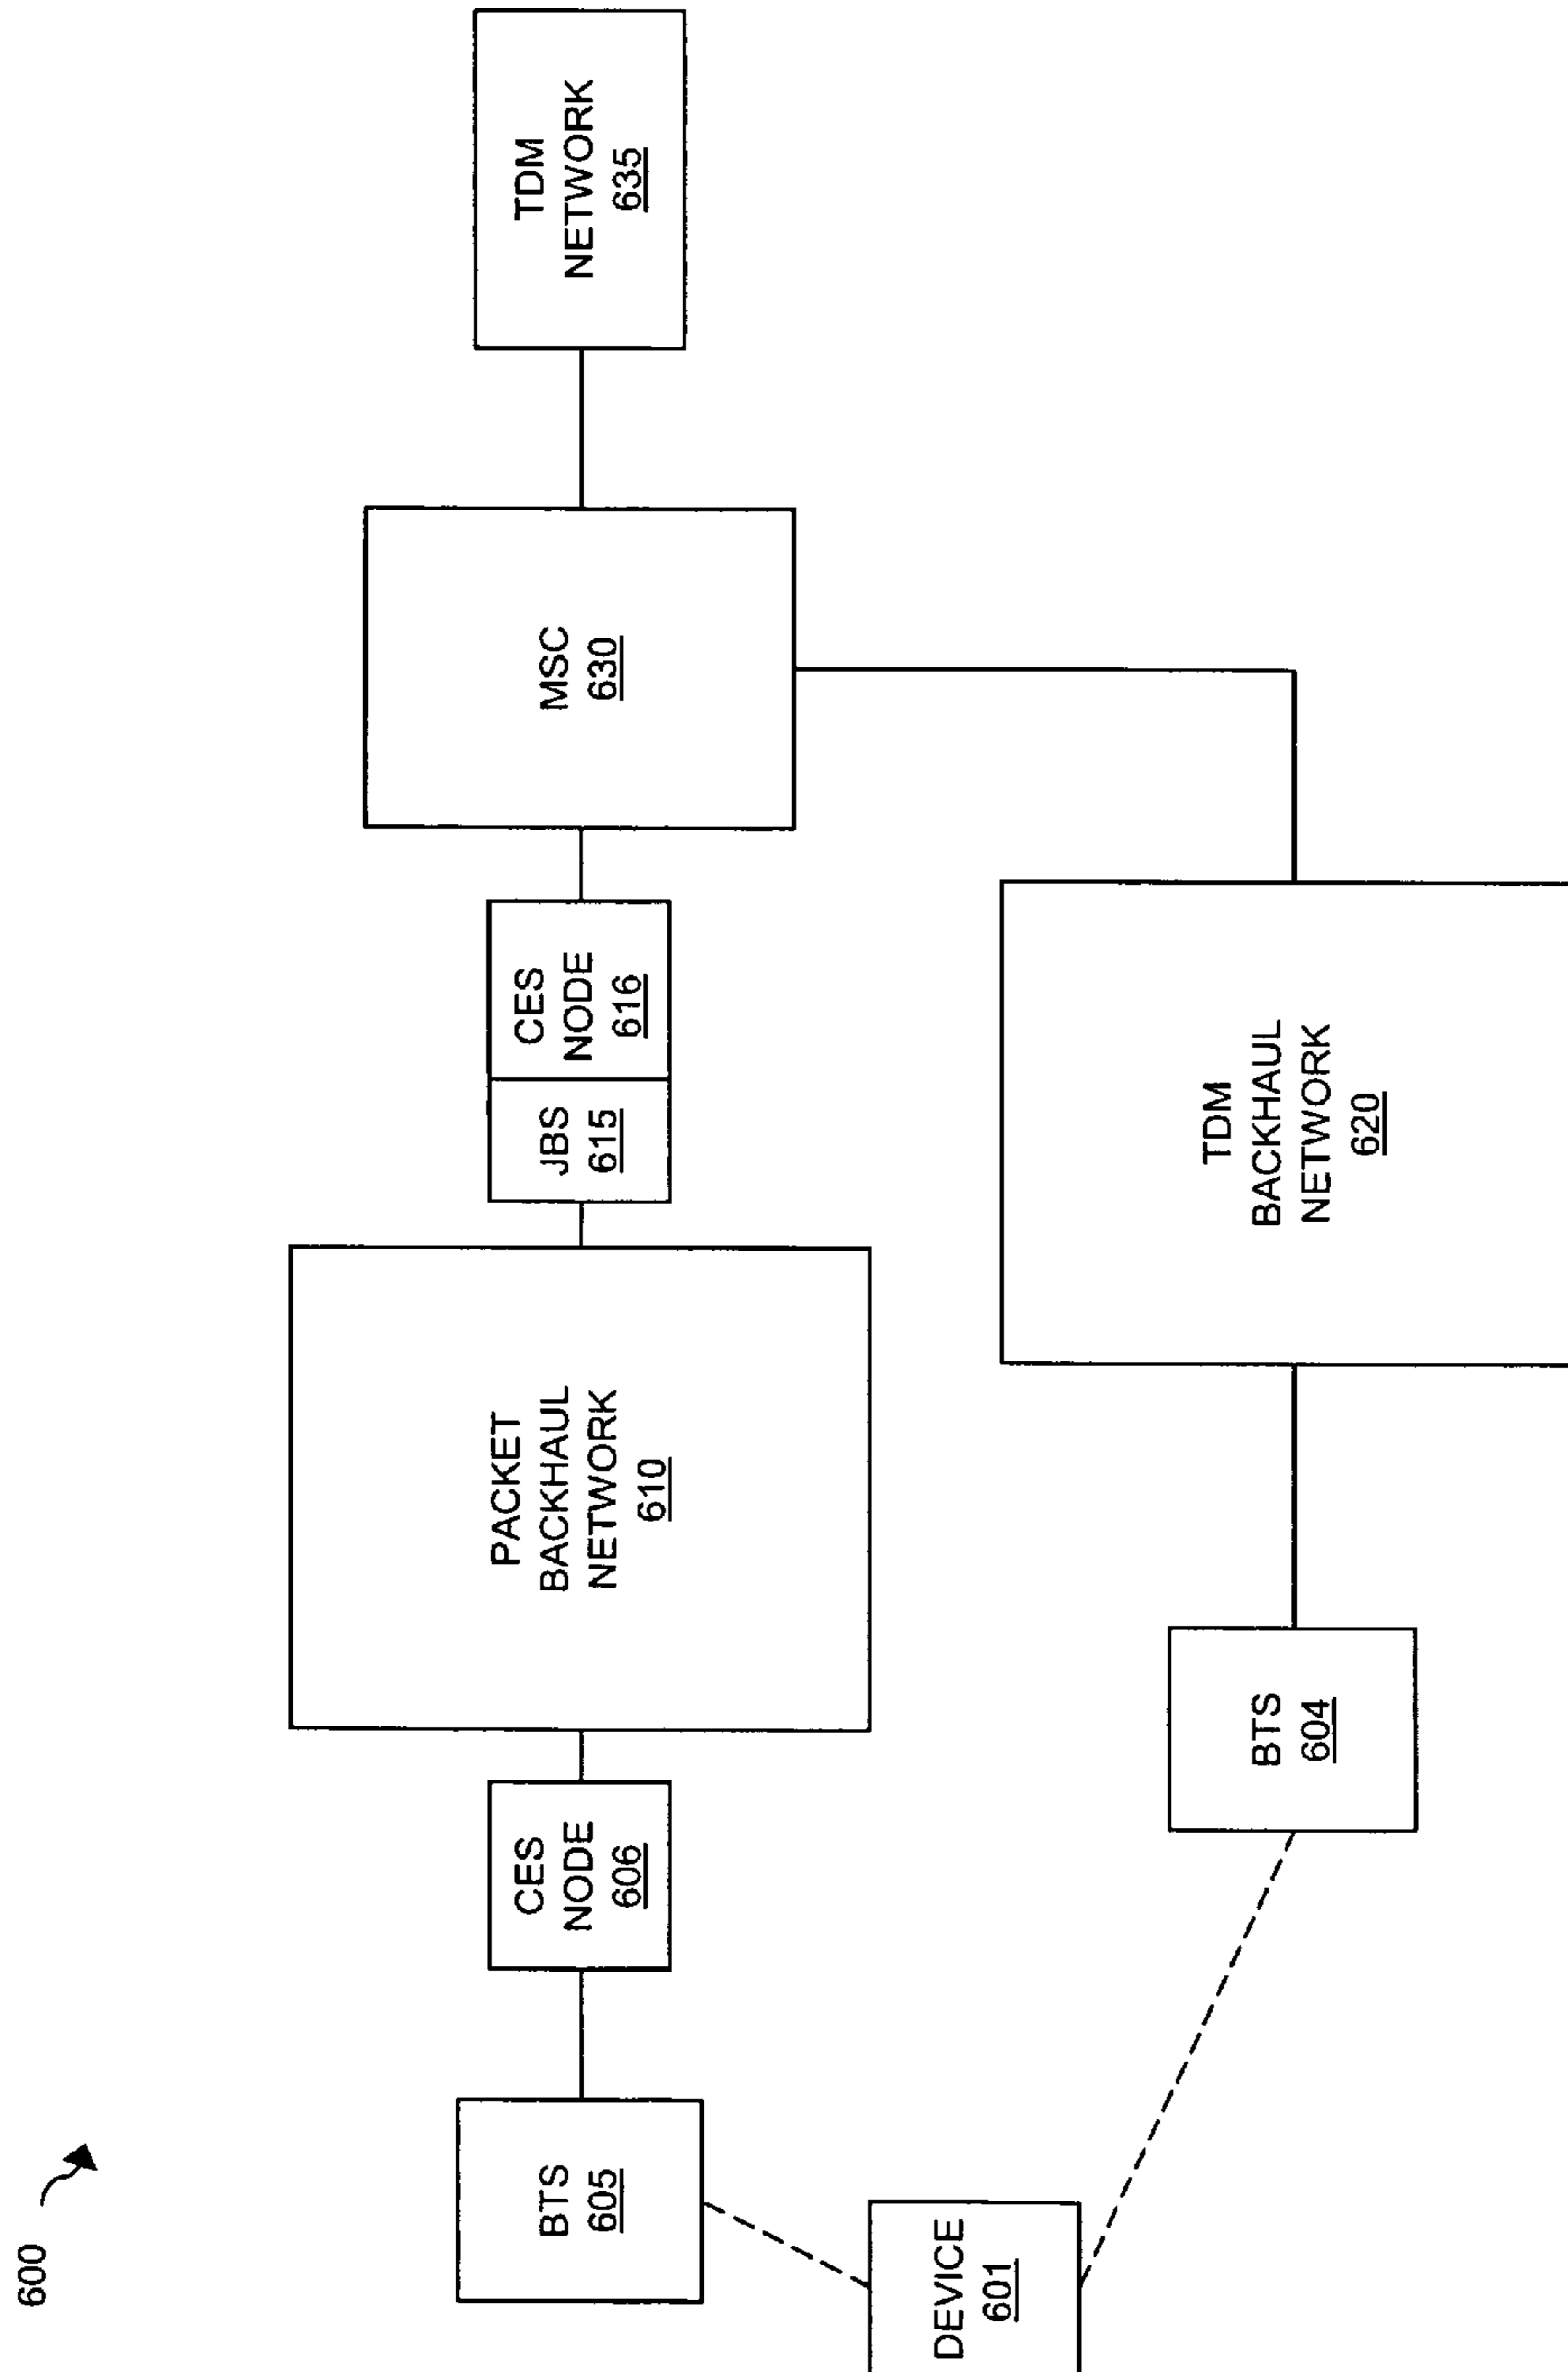 600
BTS
605
CES
NODE
606
PACKET
BACKHAUL
NETWORK
610
JBS
615
CES
NODE
616
MSC
630
TDM
NETWORK
635
DEVICE
601
BTS
604
TDM
BACKHAUL
NETWORK
620